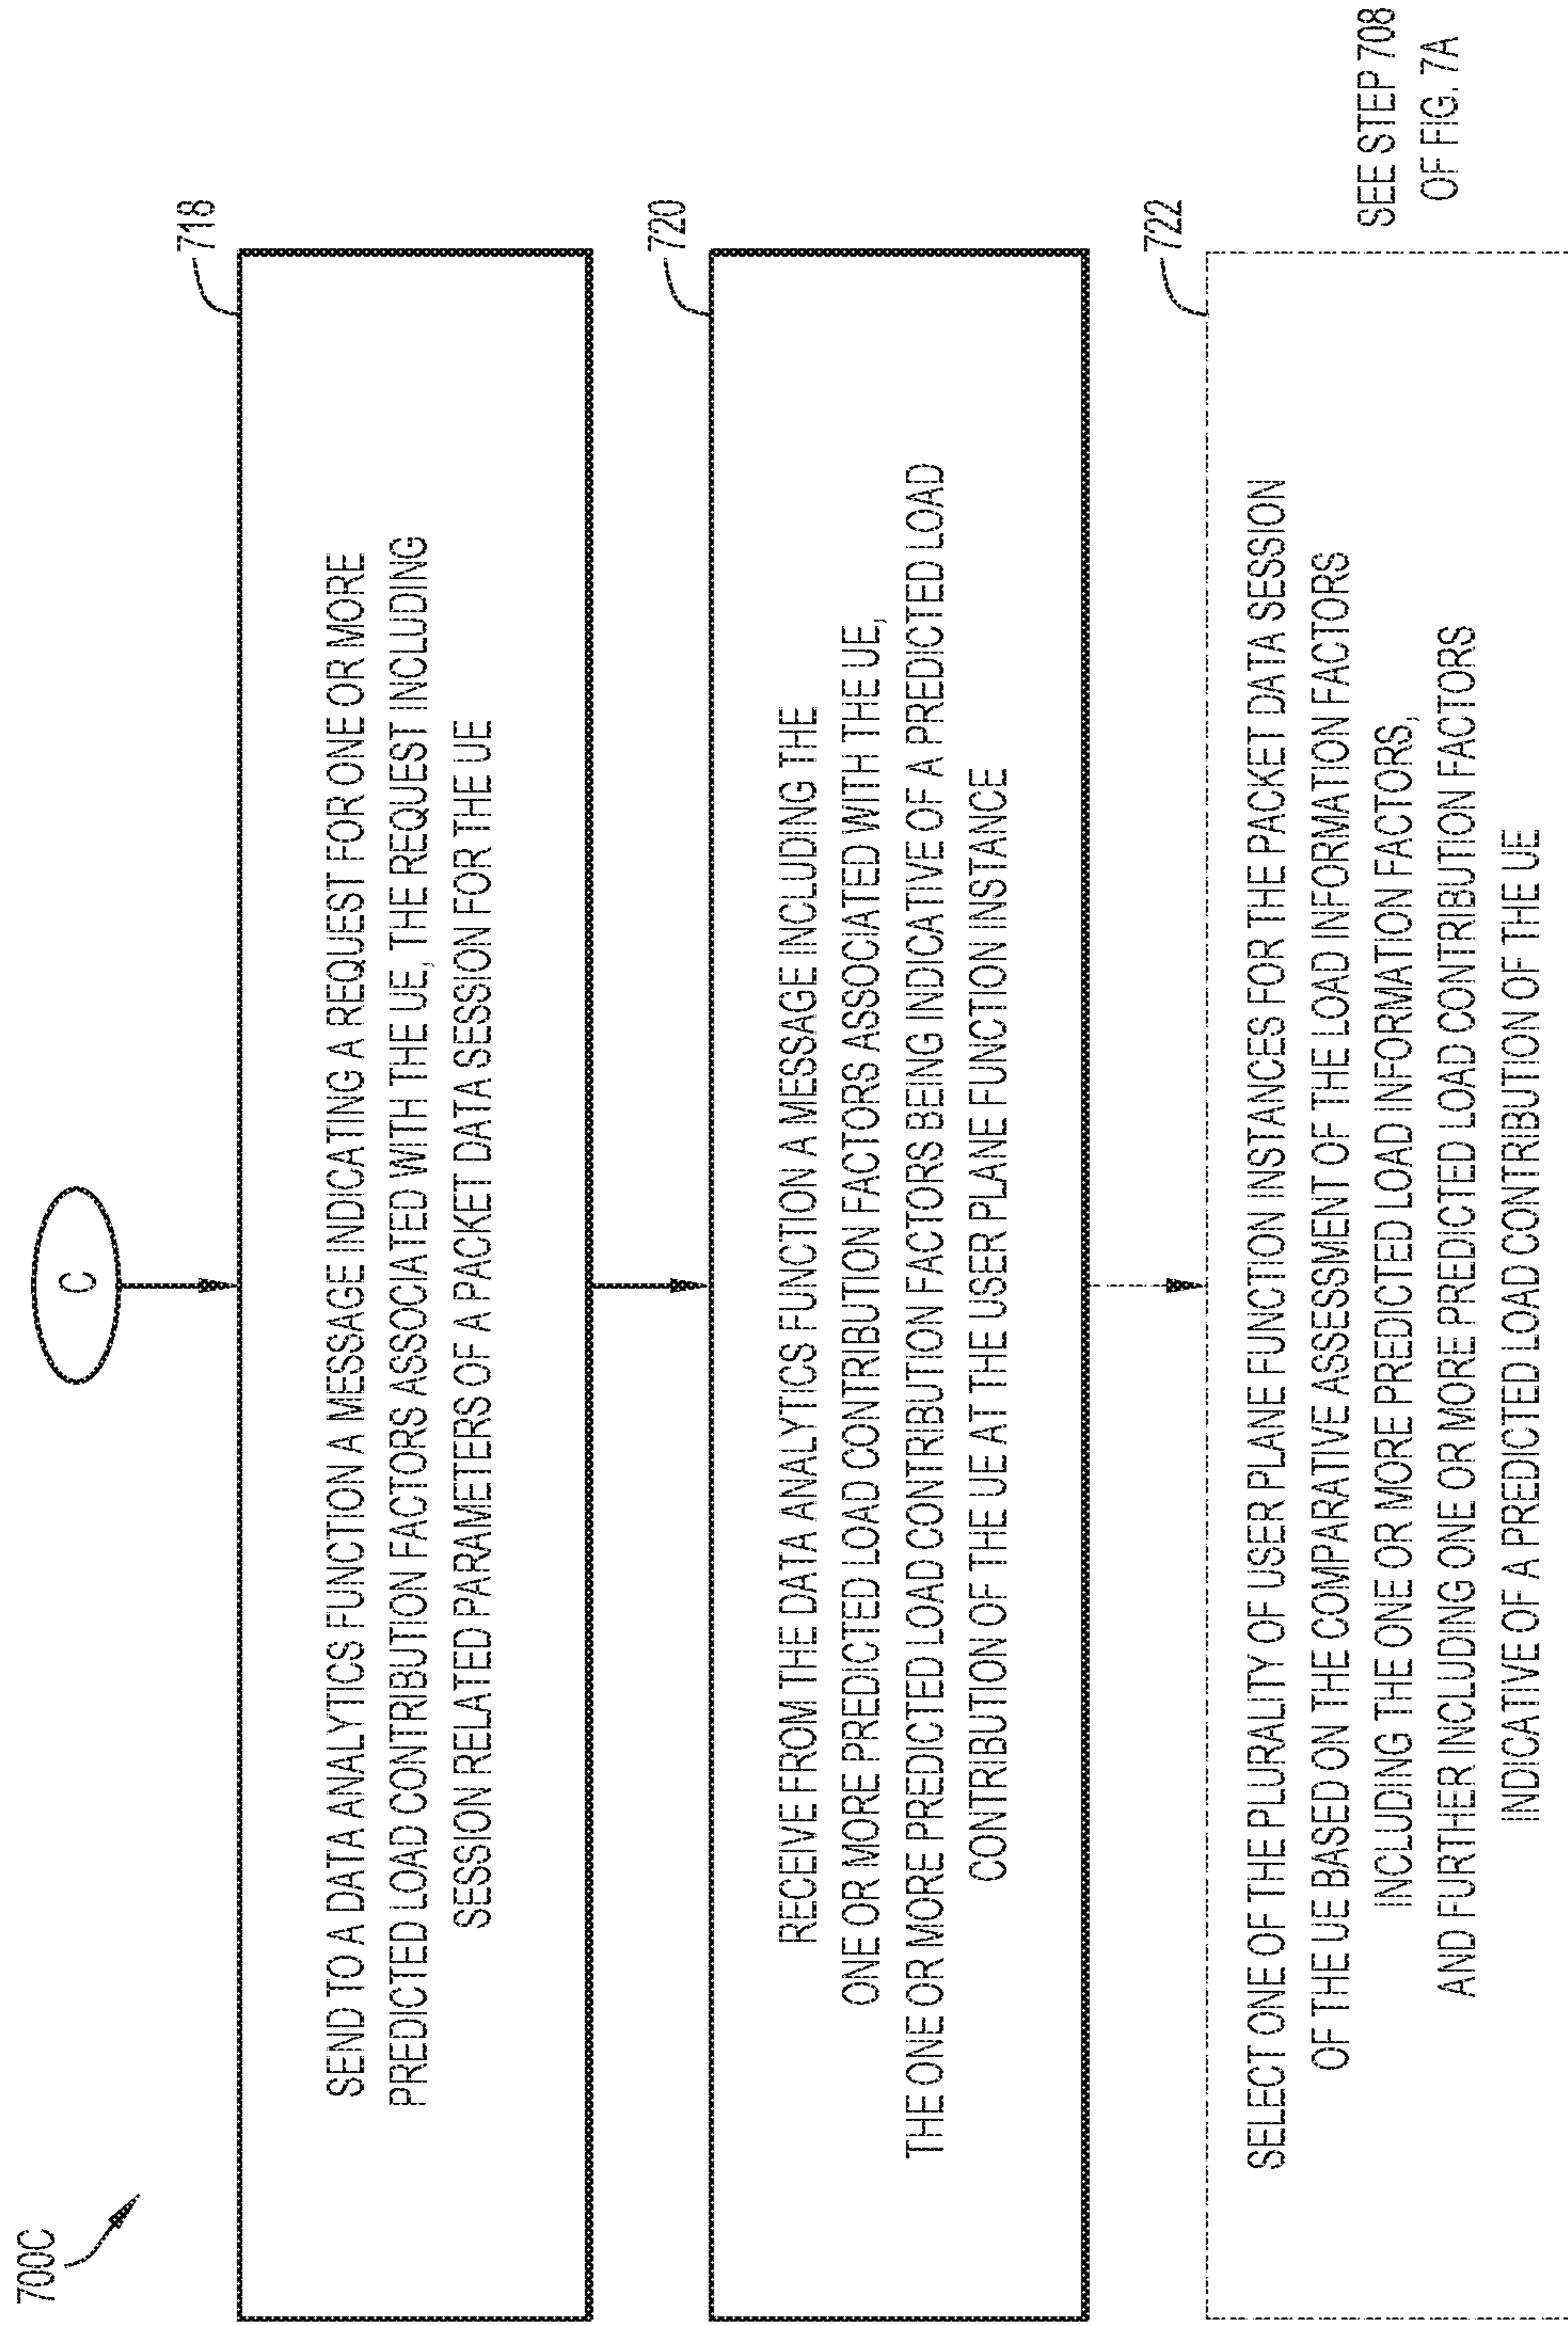 700C
C
718
SEND TO A DATA ANALYTICS FUNCTION A MESSAGE INDICATING A REQUEST FOR ONE OR MORE
PREDICTED LOAD CONTRIBUTION FACTORS ASSOCIATED WITH THE UE, THE REQUEST INCLUDING
SESSION RELATED PARAMETERS OF A PACKET DATA SESSION FOR THE UE
720
RECEIVE FROM THE DATA ANALYTICS FUNCTION A MESSAGE INCLUDING THE
ONE OR MORE PREDICTED LOAD CONTRIBUTION FACTORS ASSOCIATED WITH THE UE,
THE ONE OR MORE PREDICTED LOAD CONTRIBUTION FACTORS BEING INDICATIVE OF A PREDICTED LOAD
CONTRIBUTION OF THE UE AT THE USER PLANE FUNCTION INSTANCE
722
SELECT ONE OF THE PLURALITY OF USER PLANE FUNCTION INSTANCES FOR THE PACKET DATA SESSION
OF THE UE BASED ON THE COMPARATIVE ASSESSMENT OF THE LOAD INFORMATION FACTORS
INCLUDING THE ONE OR MORE PREDICTED LOAD INFORMATION FACTORS,
AND FURTHER INCLUDING ONE OR MORE PREDICTED LOAD CONTRIBUTION FACTORS
INDICATIVE OF A PREDICTED LOAD CONTRIBUTION OF THE UE
SEE STEP 708
OF FIG. 7A